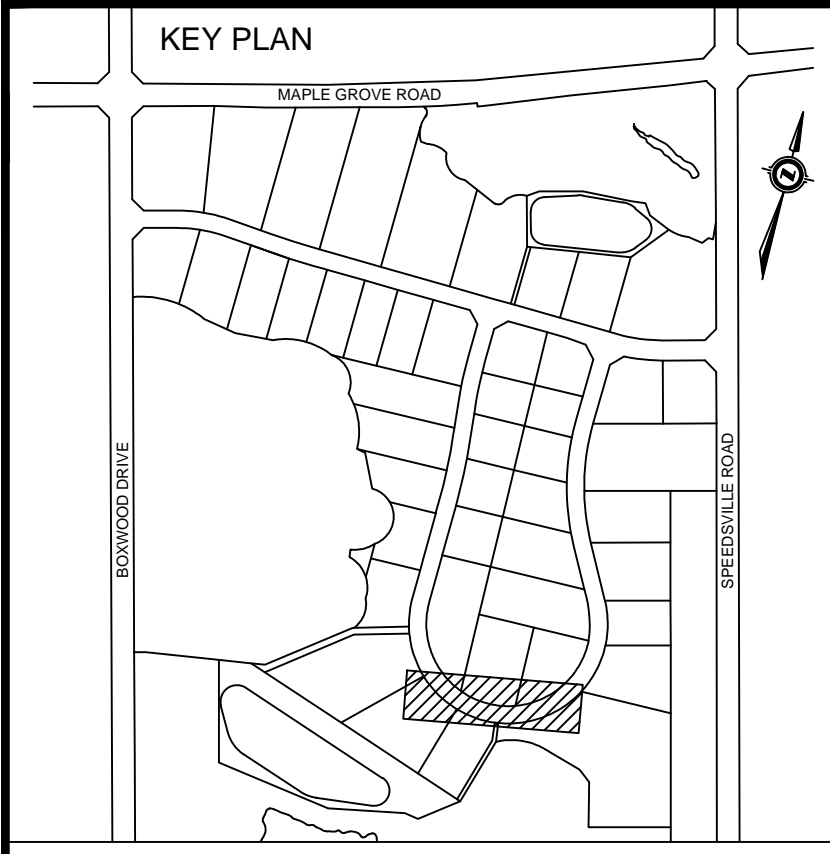 KEY PLAN
MAPLE GROVE ROAD
N
BOXWOOD DRIVE
SPEEDSVILLE ROAD